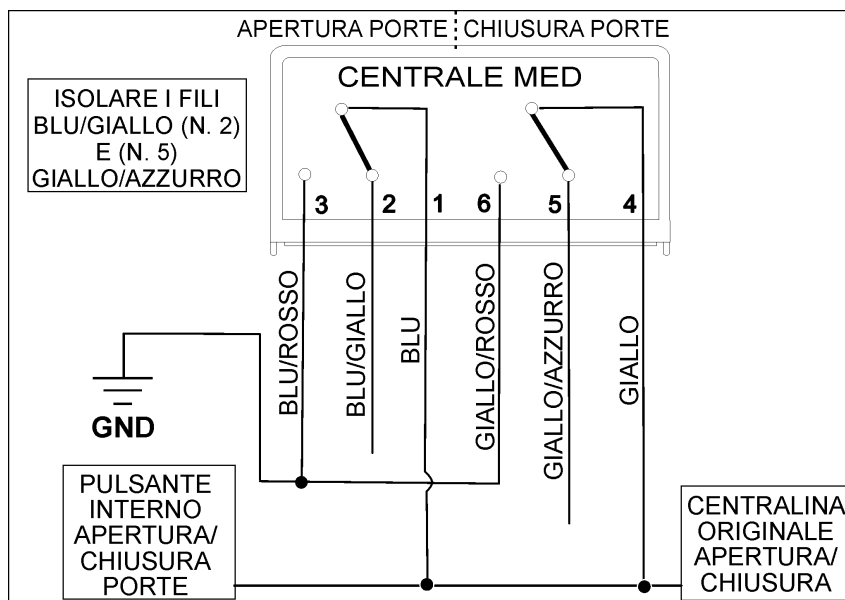 APERTURA PORTE
CHIUSURA PORTE
CENTRALE MED
ISOLARE I FILI
BLU/GIALLO (N. 2)
E (N. 5)
GIALLO/AZZURRO
3
2
1
6
5
4
BLU/ROSSO
BLU/GIALLO
BLU
GIALLO/ROSSO
GIALLO/AZZURRO
GIALLO
GND
PULSANTE
INTERNO
APERTURA/
CHIUSURA
PORTE
CENTRALINA
ORIGINALE
APERTURA/
CHIUSURA